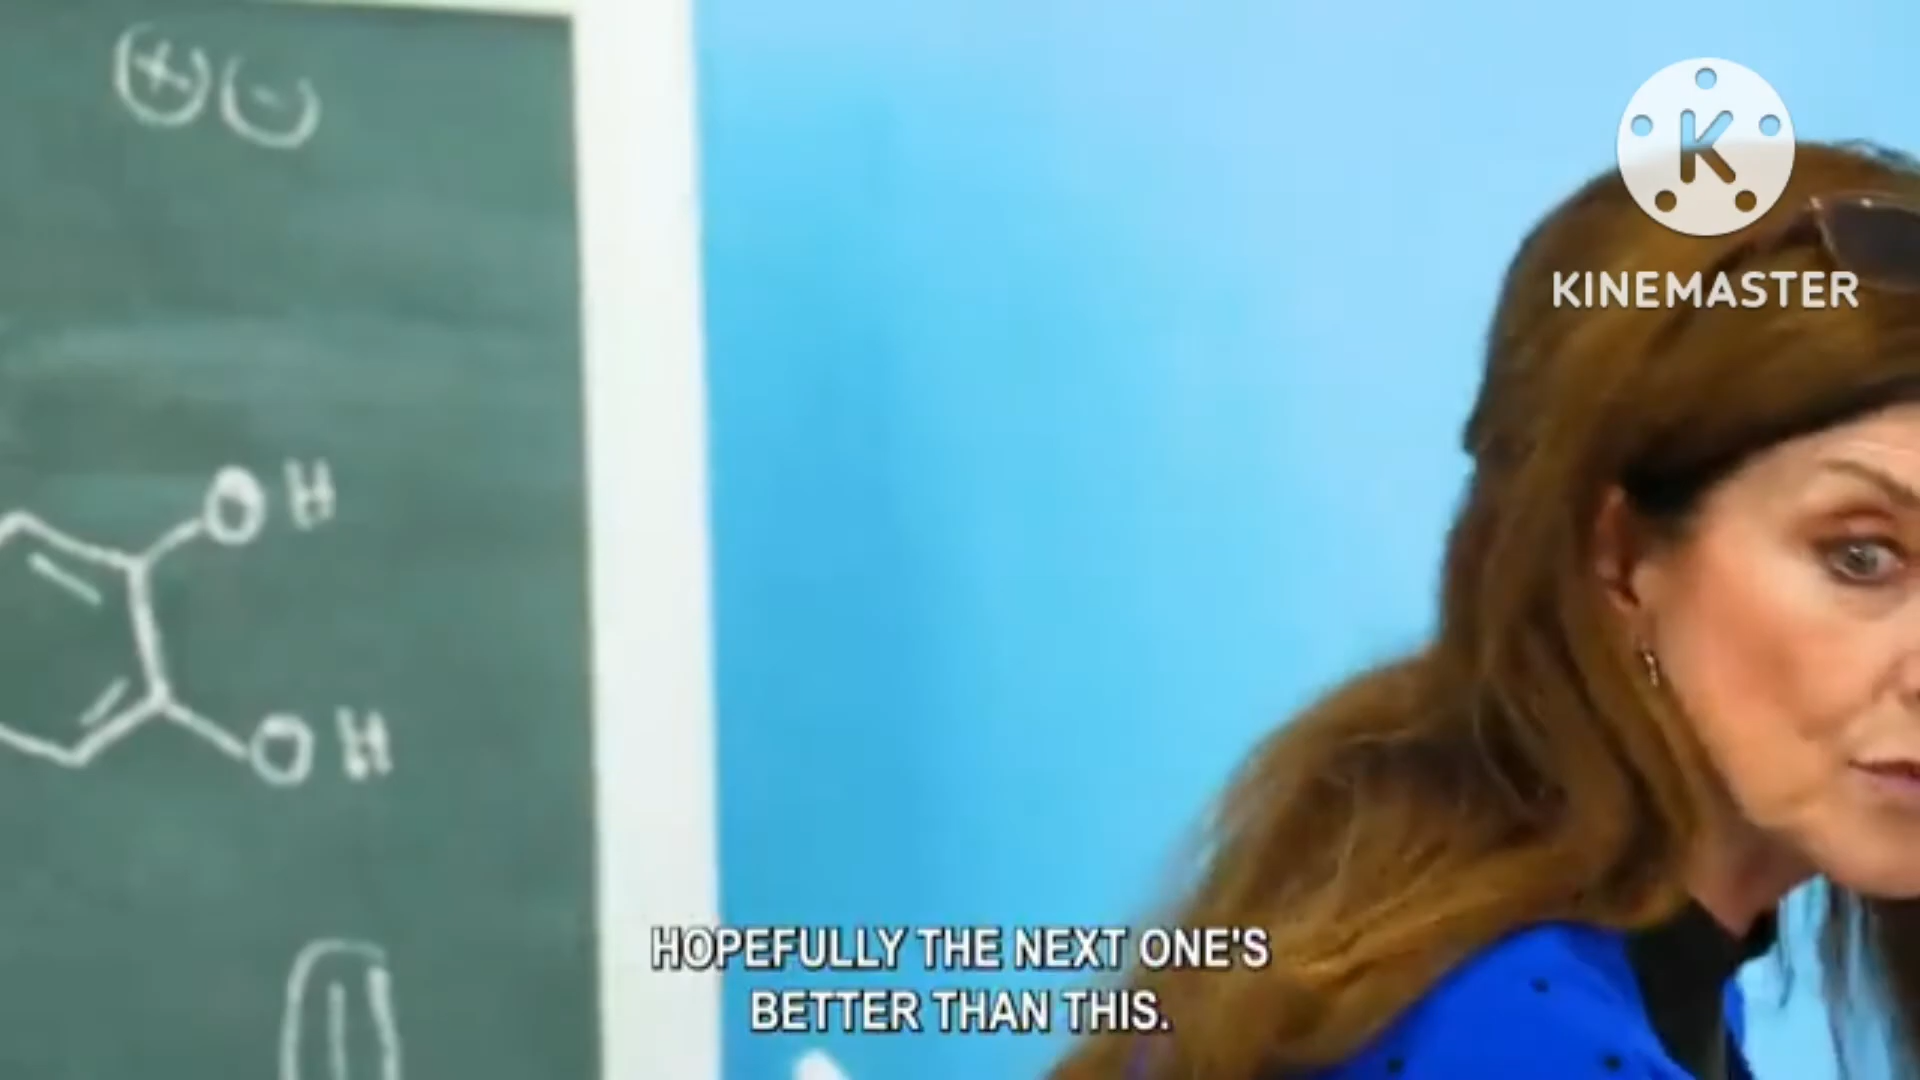 + -
K
KINEMASTER
OH
OH
HOPEFULLY THE NEXT ONE'S
BETTER THAN THIS.